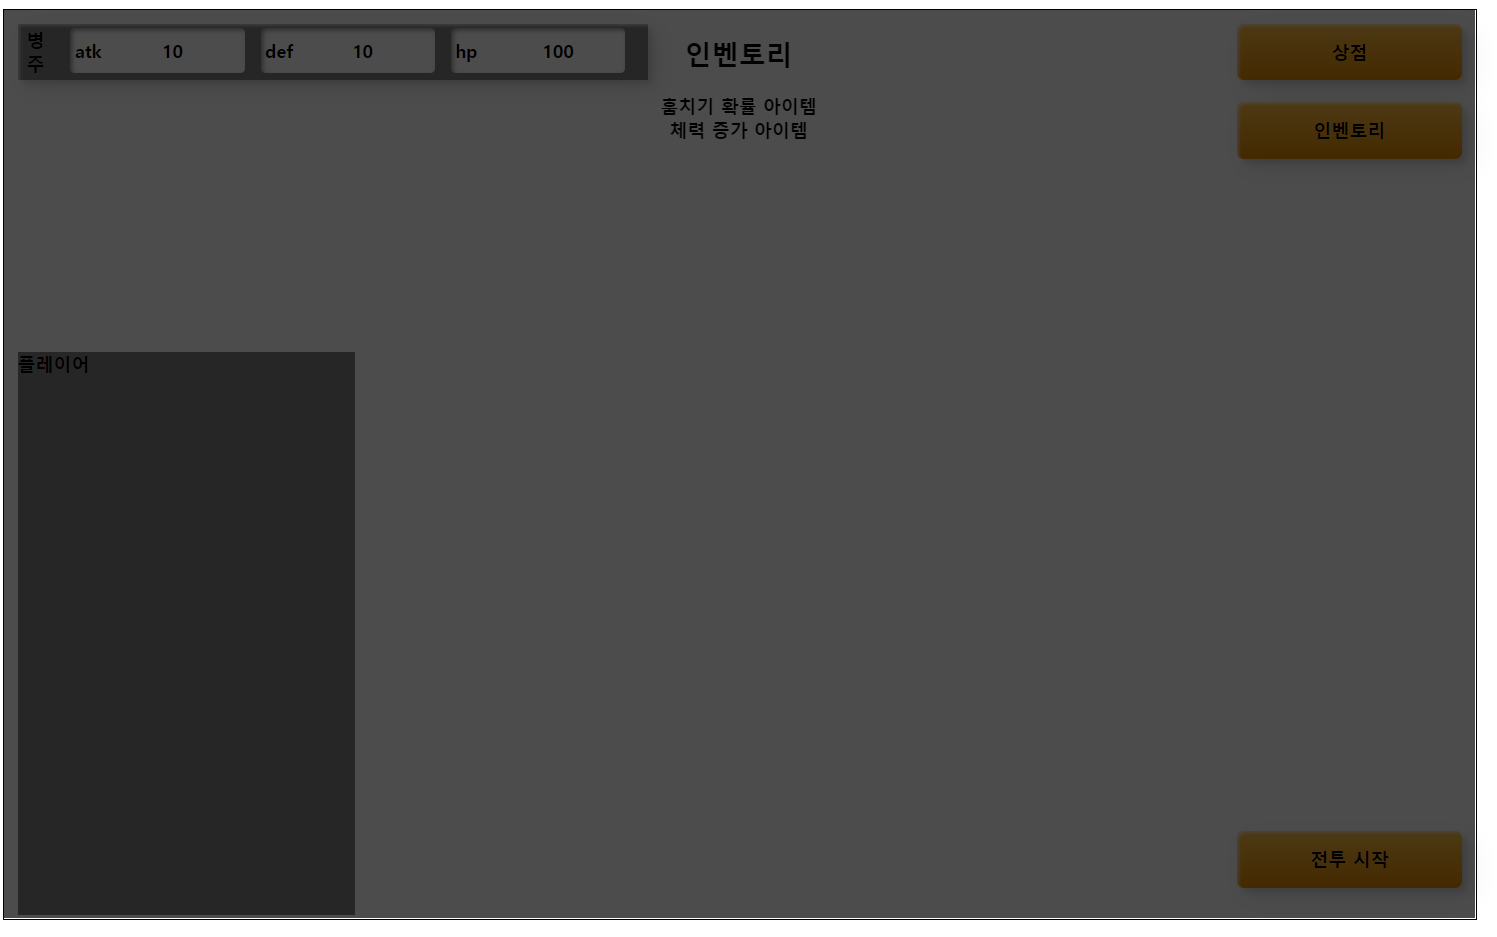 병
주
atk 10 def 10 hp 100
인벤토리
상점
훔치기 확률 아이템
체력 증가 아이템
인벤토리
플레이어
전투 시작